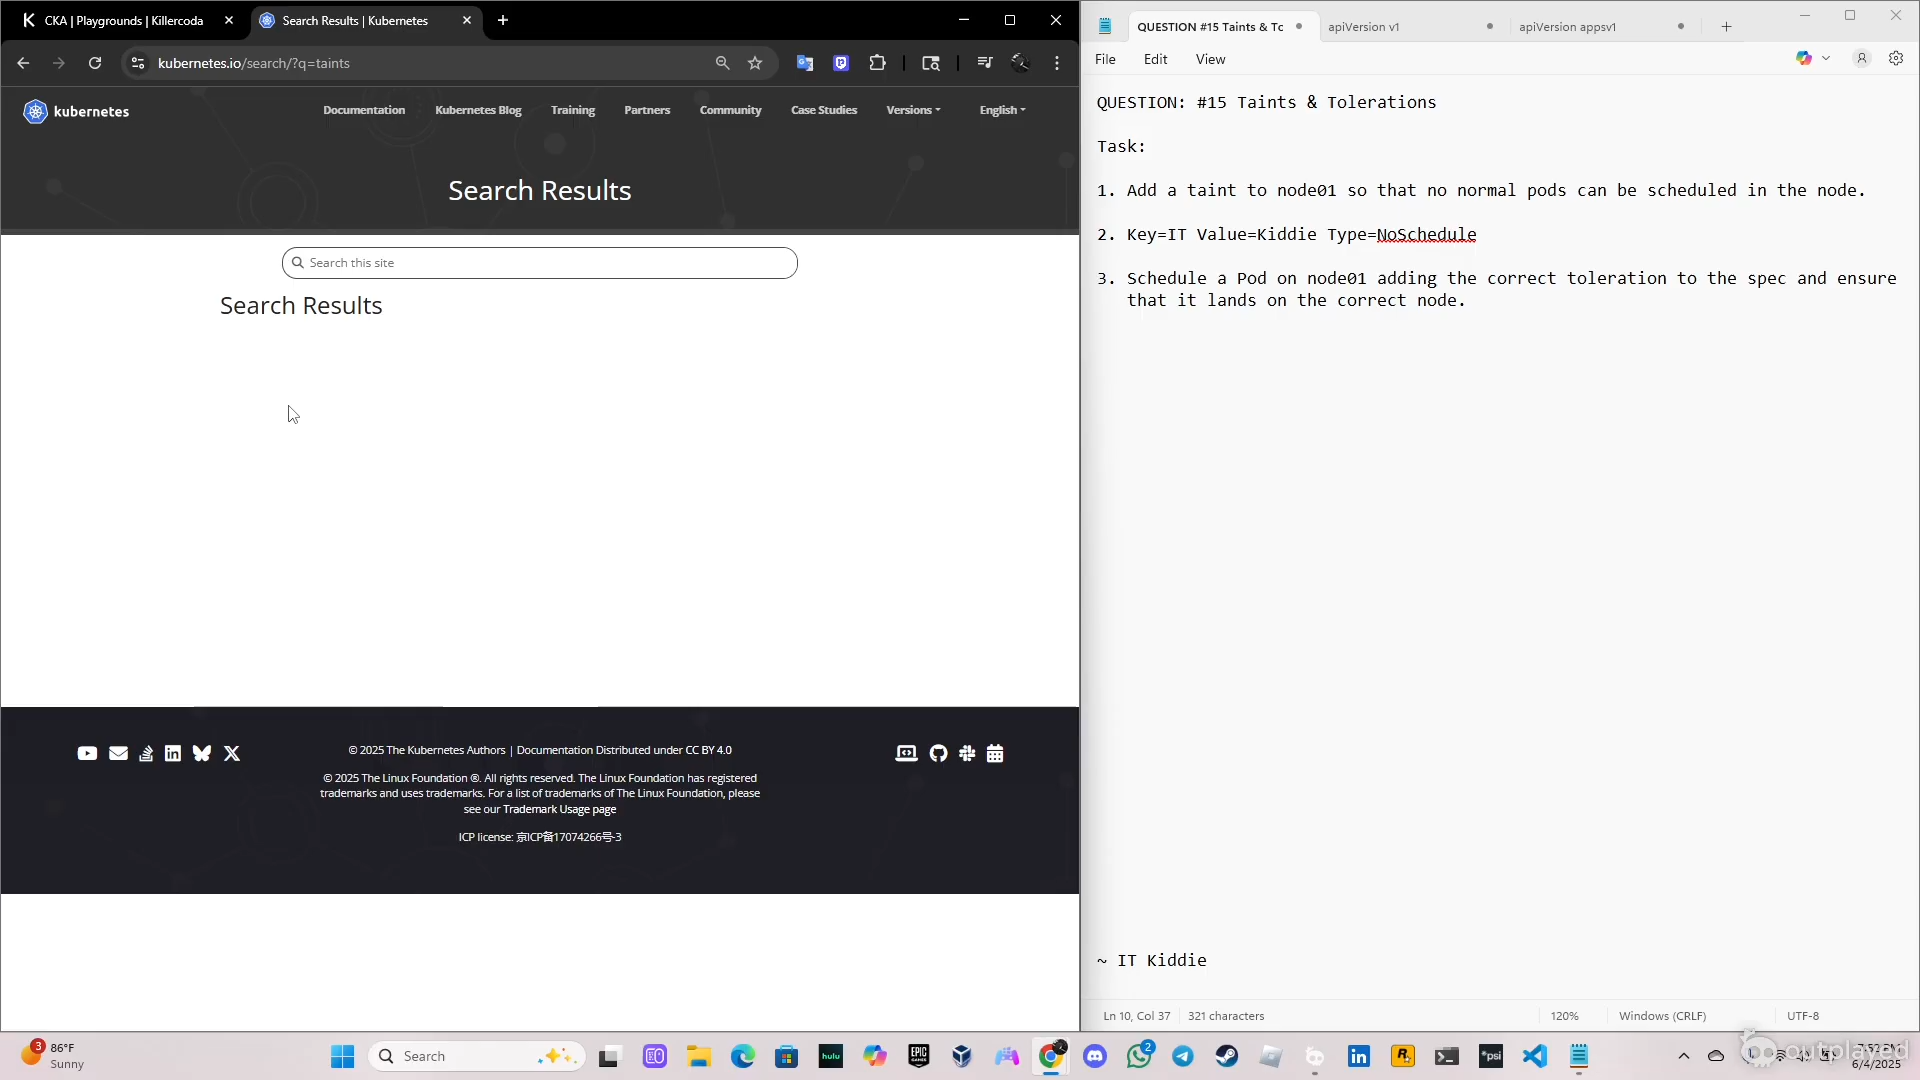 CKA | Playgrounds | Killercoda
Search Results | Kubernetes
kubernetes.io/search/?q=taints
kubernetes
Documentation
Kubernetes Blog
Training
Partners
Community
Case Studies
Versions
English
Search Results
Search this site
Search Results
© 2025 The Kubernetes Authors | Documentation Distributed under CC BY 4.0
© 2025 The Linux Foundation ®. All rights reserved. The Linux Foundation has registered
trademarks and uses trademarks. For a list of trademarks of The Linux Foundation, please
see our Trademark Usage page
ICP license: 京ICP备17074266号-3
QUESTION #15 Taints & Tc
apiVersion v1
apiVersion appsv1
File
Edit
View
QUESTION: #15 Taints & Tolerations
Task:
1. Add a taint to node01 so that no normal pods can be scheduled in the node.
2. Key=IT Value=Kiddie Type=NoSchedule
3. Schedule a Pod on node01 adding the correct toleration to the spec and ensure
that it lands on the correct node.
~ IT Kiddie
Ln 10, Col 37
321 characters
120%
Windows (CRLF)
UTF-8
3
86°F
Sunny
Search
hulu
EPIC
GAMES
2
*psi
outplayed
6/4/2025